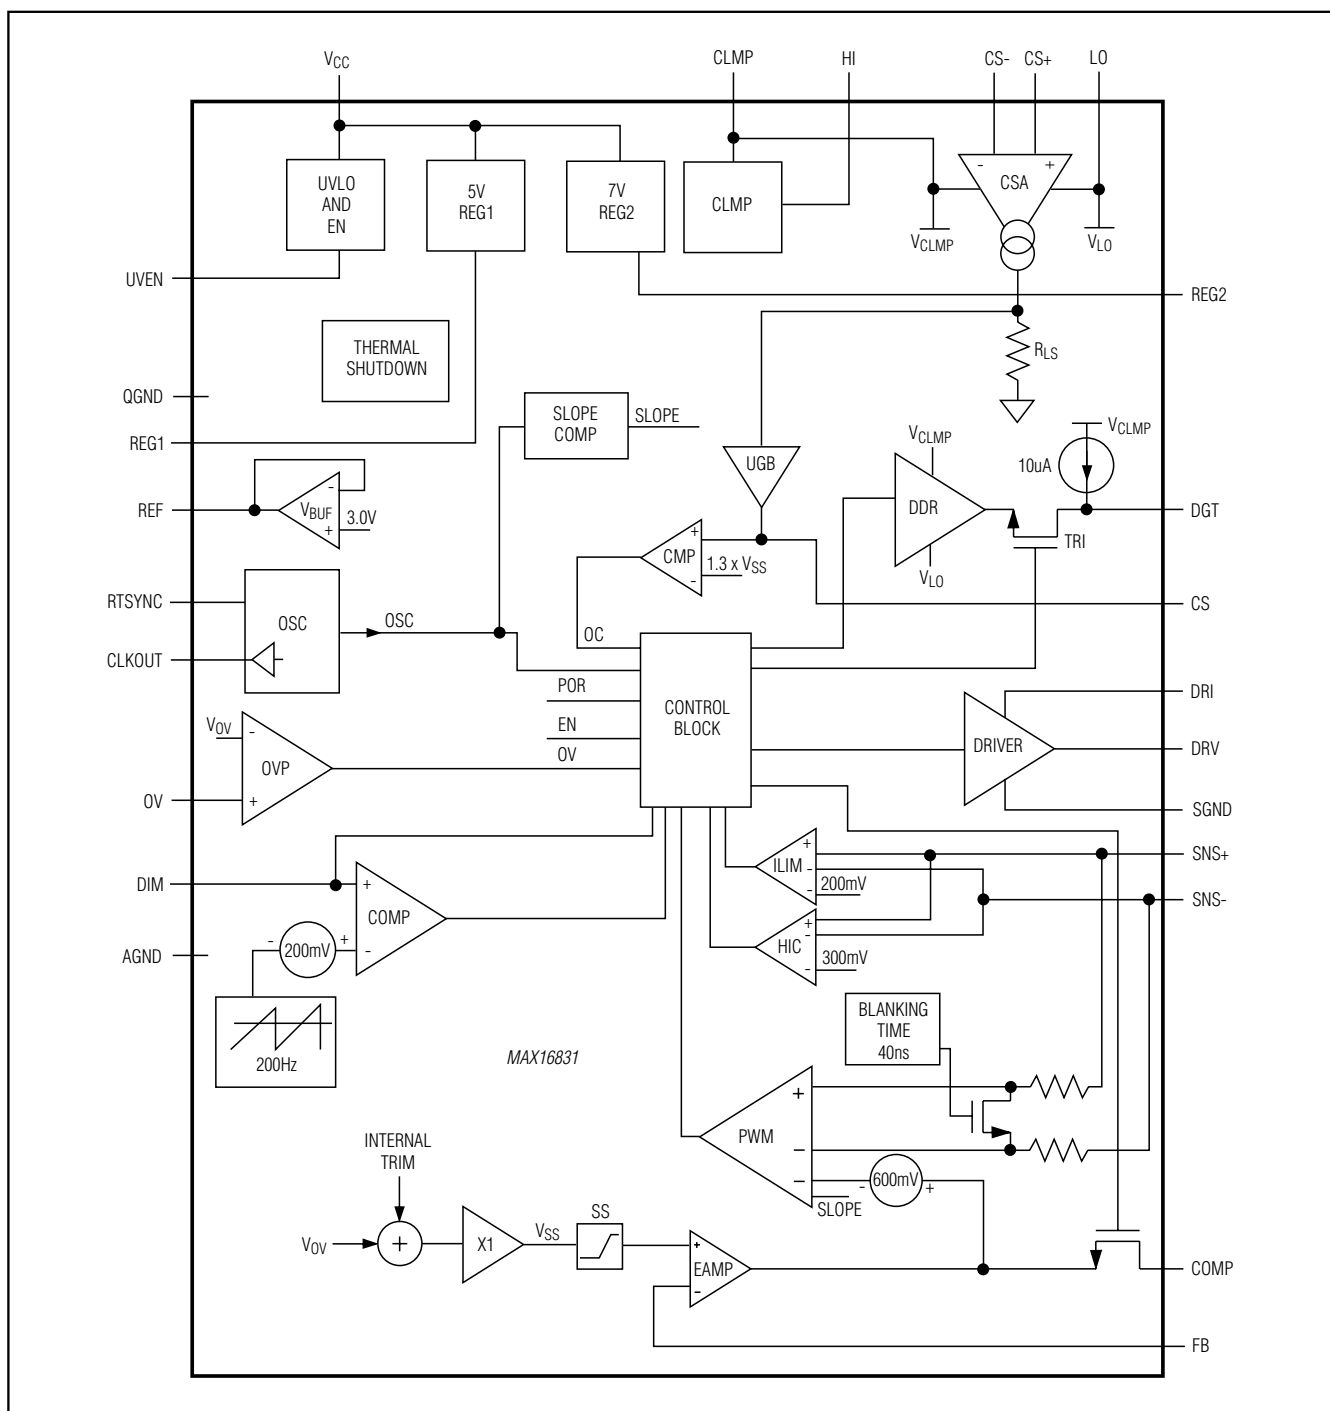 VCC
CLMP
HI
CS-
CS+
LO
UVLO
AND
EN
5V
REG1
7V
REG2
CLMP
-
+
CSA
VCLMP
VLO
UVEN
REG2
THERMAL
SHUTDOWN
RLS
QGND
SLOPE
COMP
SLOPE
REG1
VCLMP
VCLMP
UGB
10uA
REF
-
VBUF
+
3.0V
DDR
DGT
TRI
+
CMP
-
1.3 x VSS
VLO
RTSYNC
OSC
OSC
CS
OC
CLKOUT
POR
CONTROL
BLOCK
DRI
EN
VOV
-
OV
DRIVER
DRV
OVP
OV
+
SGND
+
ILIM
-
-
200mV
SNS+
DIM
+
SNS-
COMP
+
-
HIC
-
300mV
-
200mV
+
-
AGND
BLANKING
TIME
40ns
200Hz
MAX16831
+
PWM
-
-
INTERNAL
TRIM
-
600mV
+
SLOPE
SS
VOV
+
X1
VSS
+
EAMP
-
COMP
FB